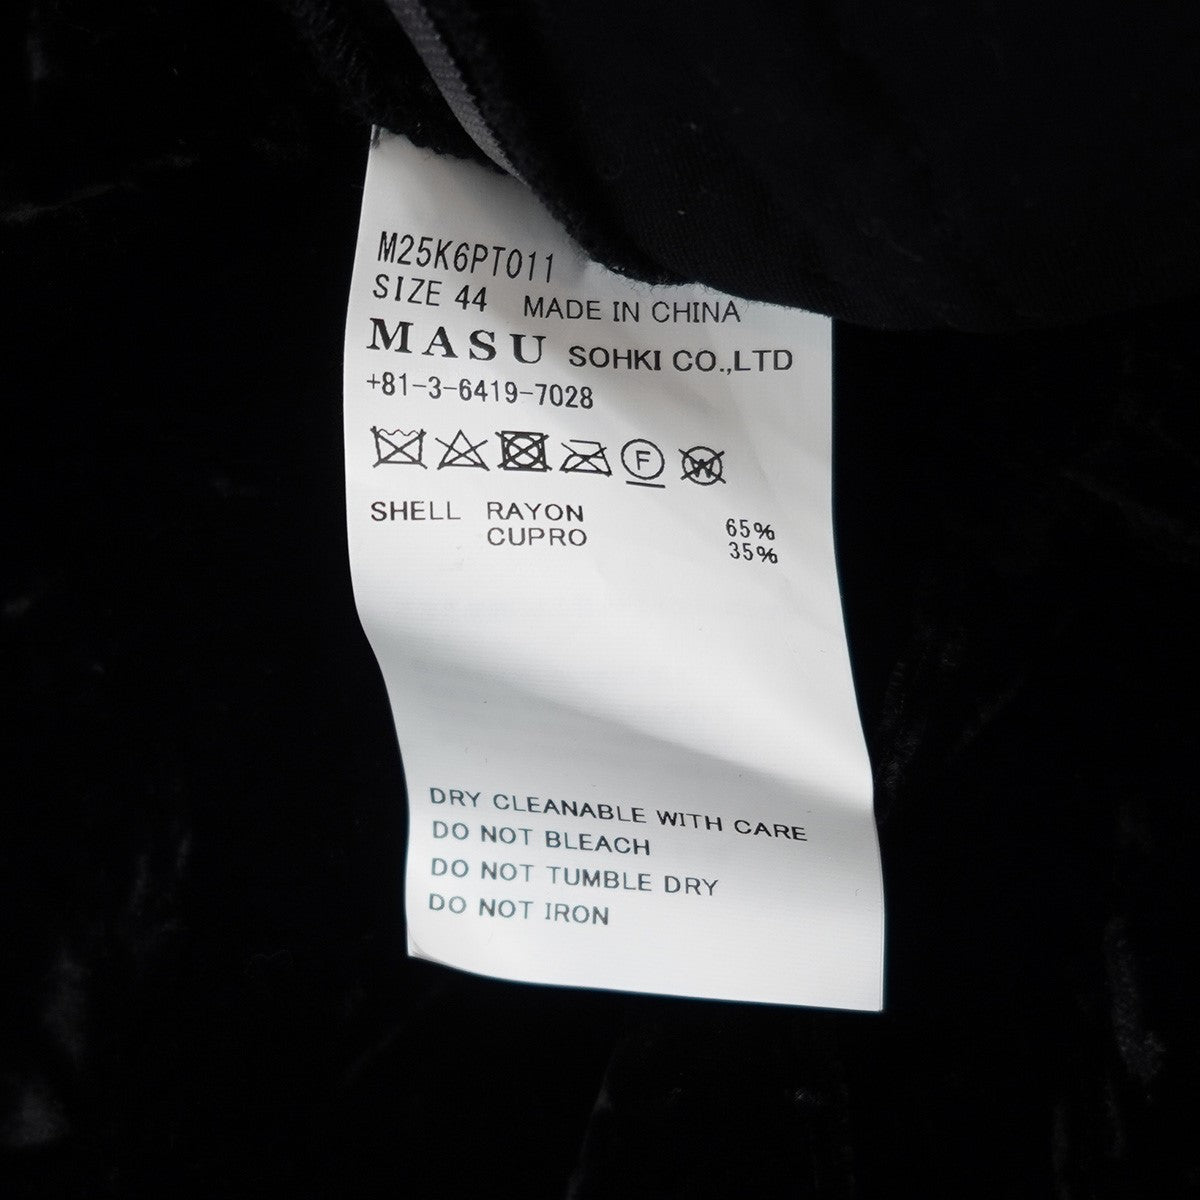 M25K6PT011
SIZE 44 MADE IN CHINA
MASU SOHKI CO.,LTD
+81-3-6419-7028
F W
SHELL RAYON 65%
CUPRO 35%
DRY CLEANABLE WITH CARE
DO NOT BLEACH
DO NOT TUMBLE DRY
DO NOT IRON